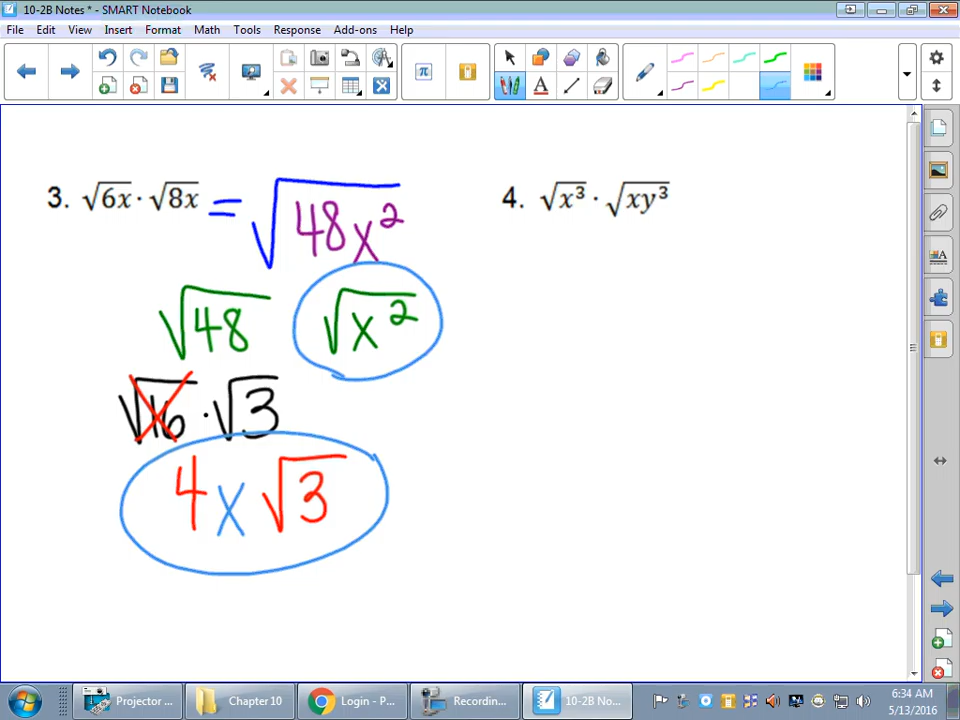 10-2B Notes * - SMART Notebook
File Edit View Insert Format Math Tools Response Add-ons Help
3. √6x · √8x = √48x²
4. √x³ · √xy³
√48 √x²
√16 · √3
4x√3
Projector ... Chapter 10 Login - P... Recordin... 10-2B No...
6:34 AM
5/13/2016